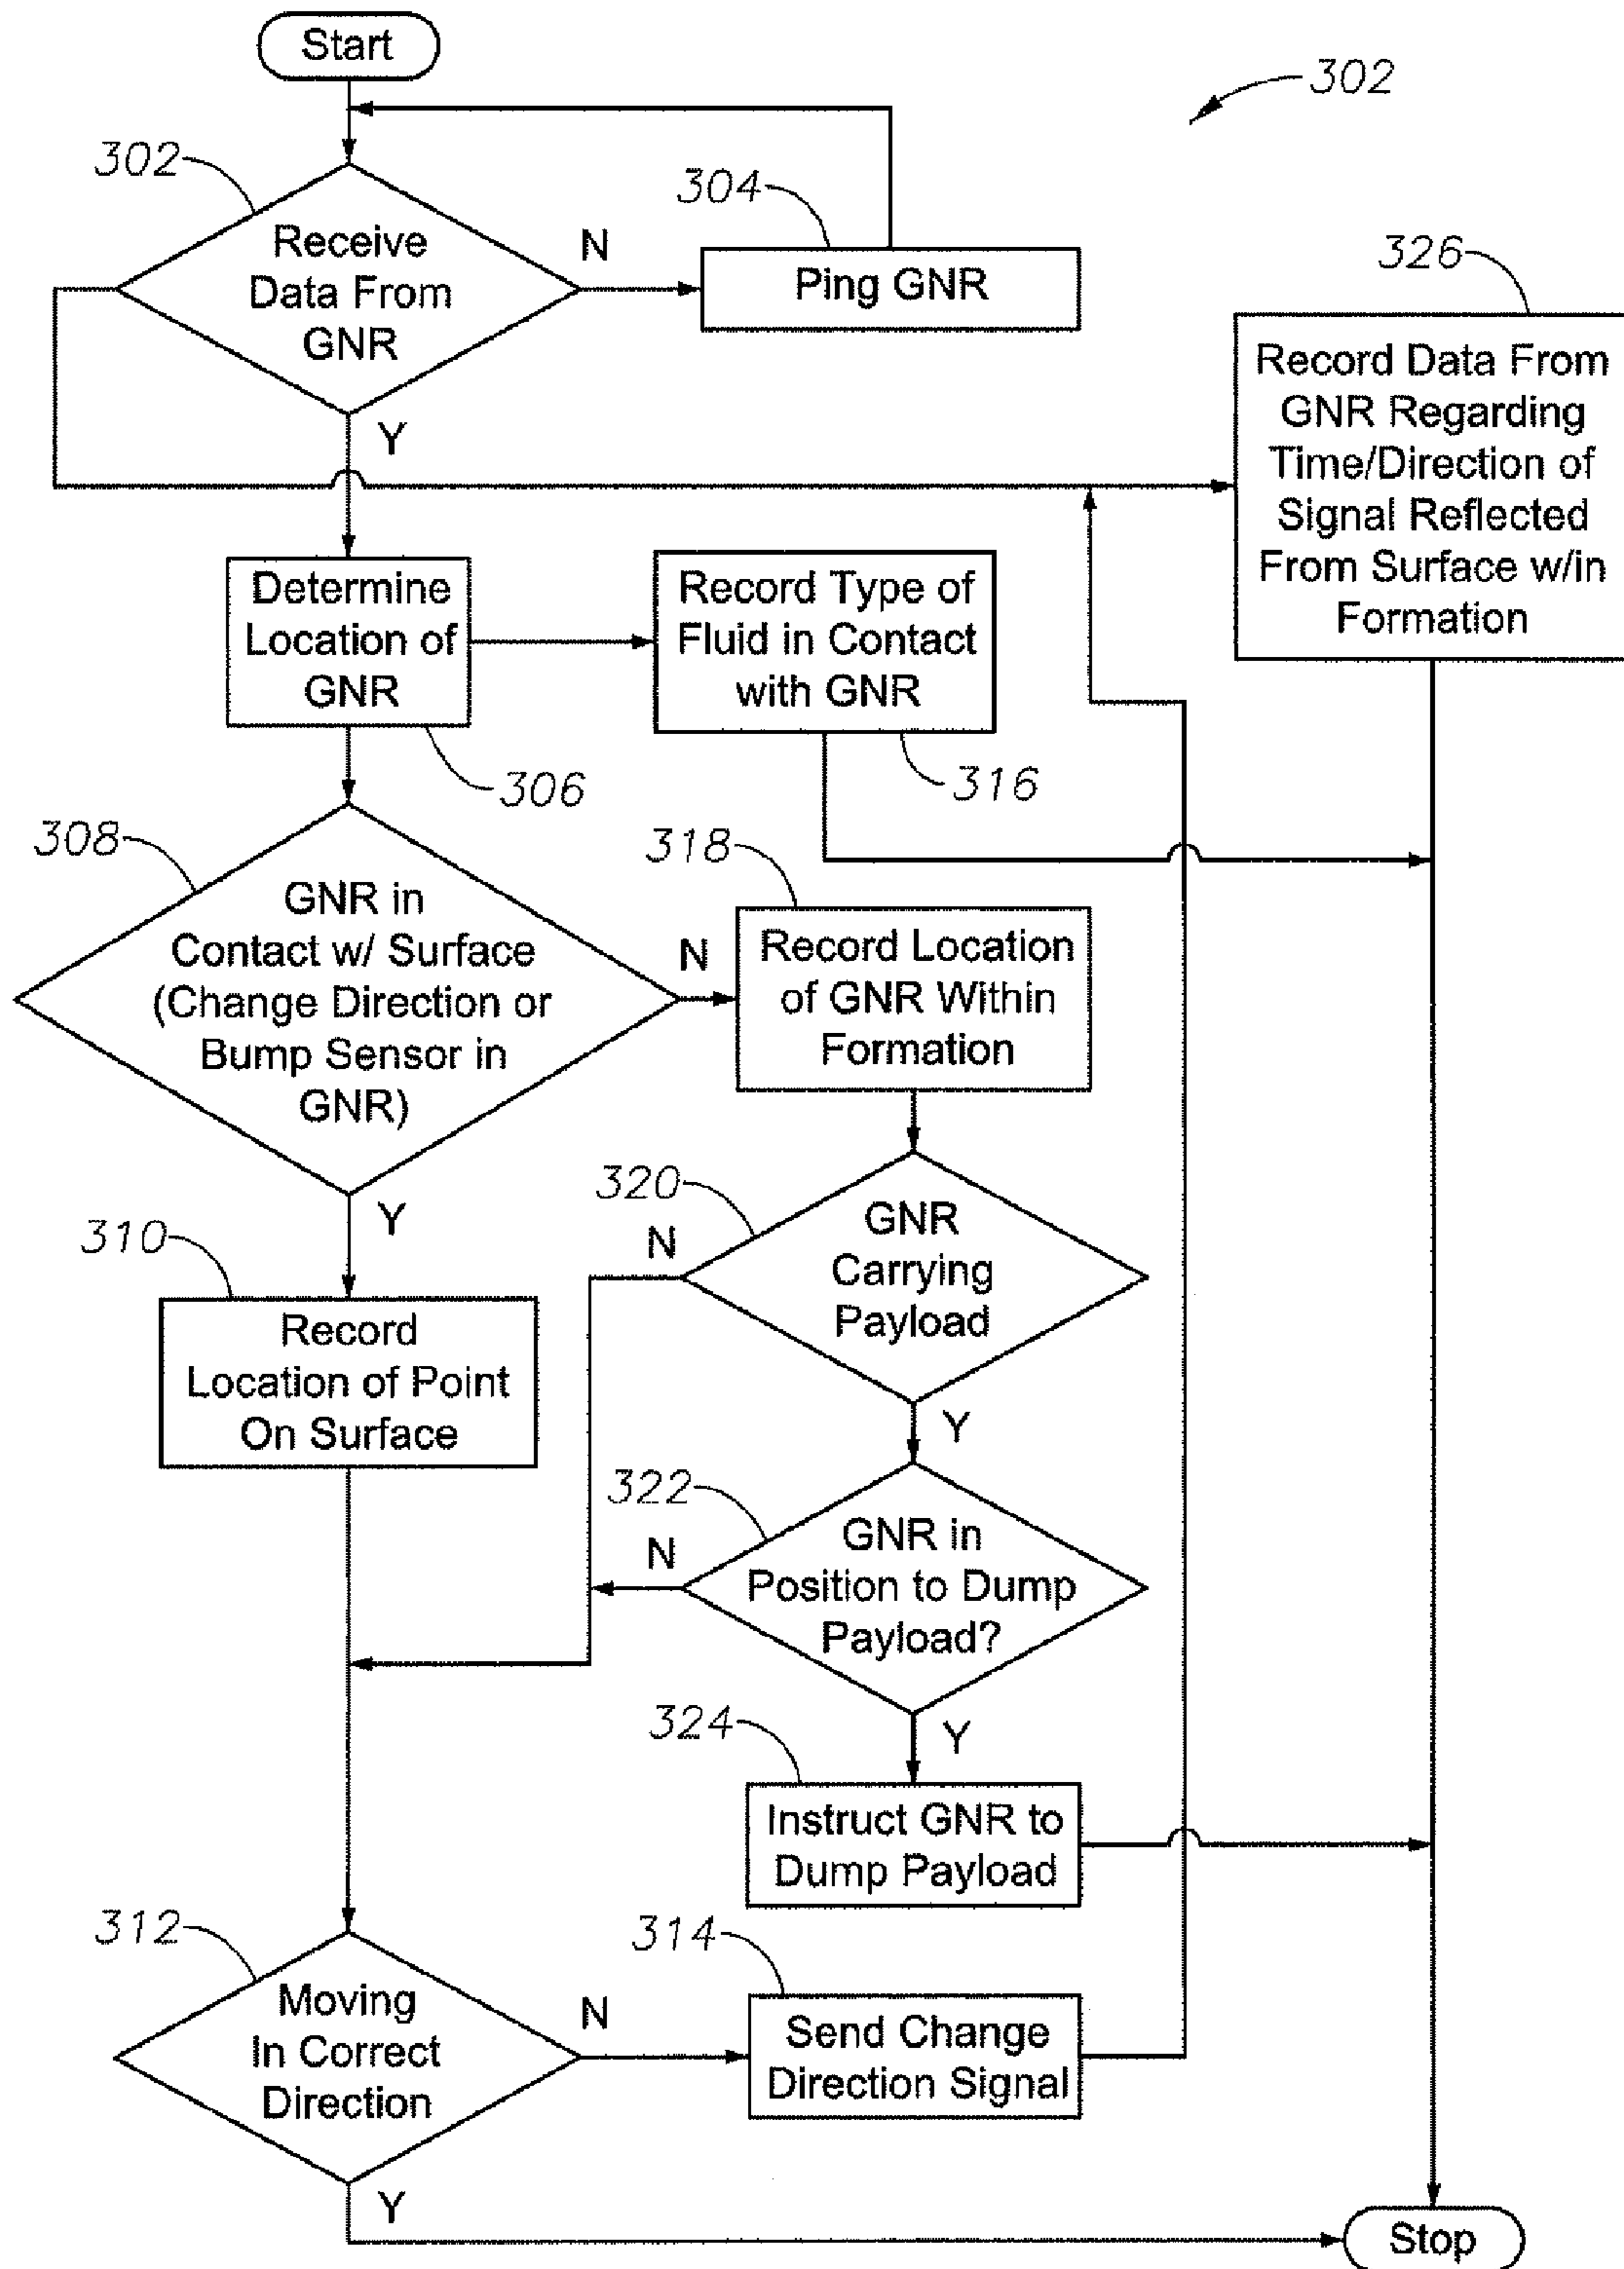 Start
302
302
Receive
Data From
GNR
N
304
Ping GNR
Y
326
Record Data From
GNR Regarding
Time/Direction of
Signal Reflected
From Surface w/in
Formation
Determine
Location of
GNR
306
Record Type of
Fluid in Contact
with GNR
316
308
GNR in
Contact w/ Surface
(Change Direction or
Bump Sensor in
GNR)
N
Y
318
Record Location
of GNR Within
Formation
310
Record
Location of Point
On Surface
320
GNR
Carrying
Payload
N
Y
322
GNR in
Position to Dump
Payload?
N
Y
324
Instruct GNR to
Dump Payload
312
Moving
In Correct
Direction
N
Y
314
Send Change
Direction Signal
Stop